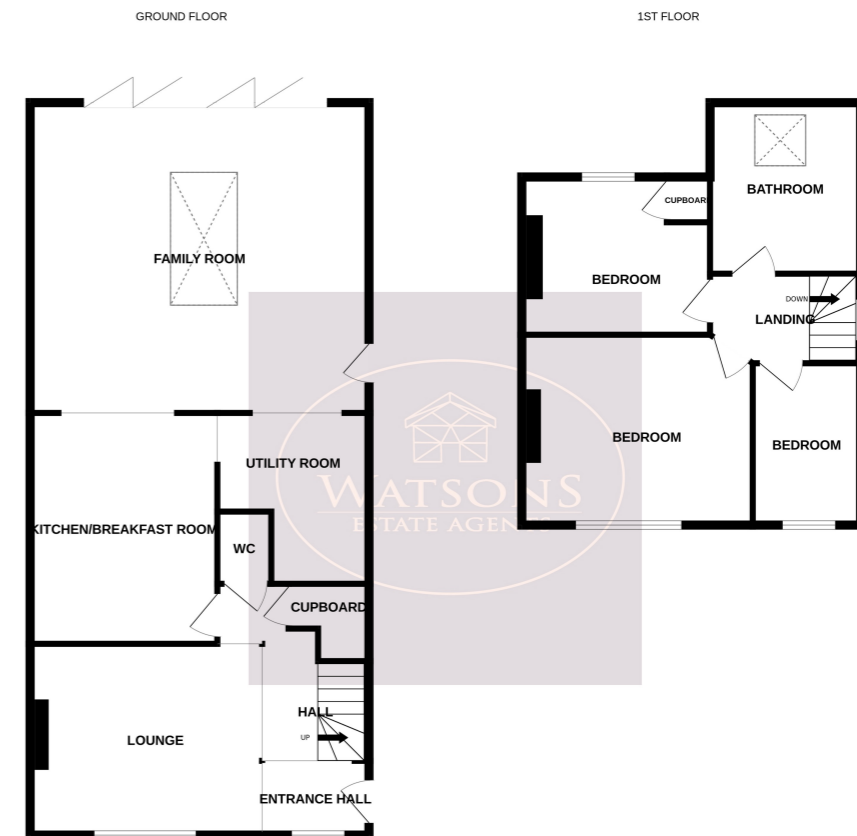 GROUND FLOOR
1ST FLOOR
FAMILY ROOM
UTILITY ROOM
KITCHEN/BREAKFAST ROOM
WC
CUPBOARD
HALL
UP
LOUNGE
ENTRANCE HALL
BATHROOM
CUPBOAR
BEDROOM
DOWN
LANDING
BEDROOM
BEDROOM
WATSONS
ESTATE AGENTS